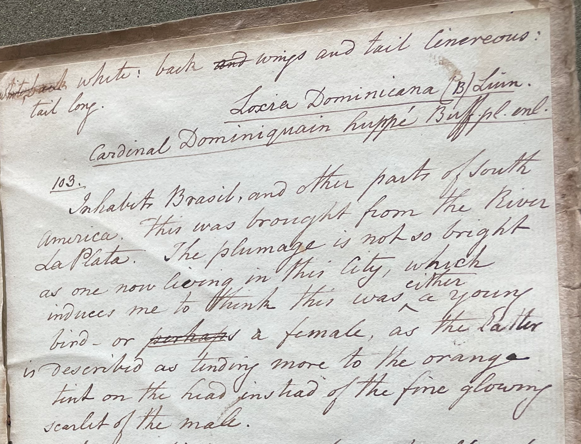 white: back and wings and tail Cinereous:
tail long.
Loxia Dominicana (B) Linn.
Cardinal Dominiquain huppé Buff pl. enl.
103.
Inhabits Brasil, and other parts of South
America. This was brought from the River
La Plata. The plumage is not so bright
as one now living in this City, which
induces me to think this was either a young
bird - or perhaps a female, as the latter
is described as tending more to the orange
tint on the head instead of the fine glowing
scarlet of the male.